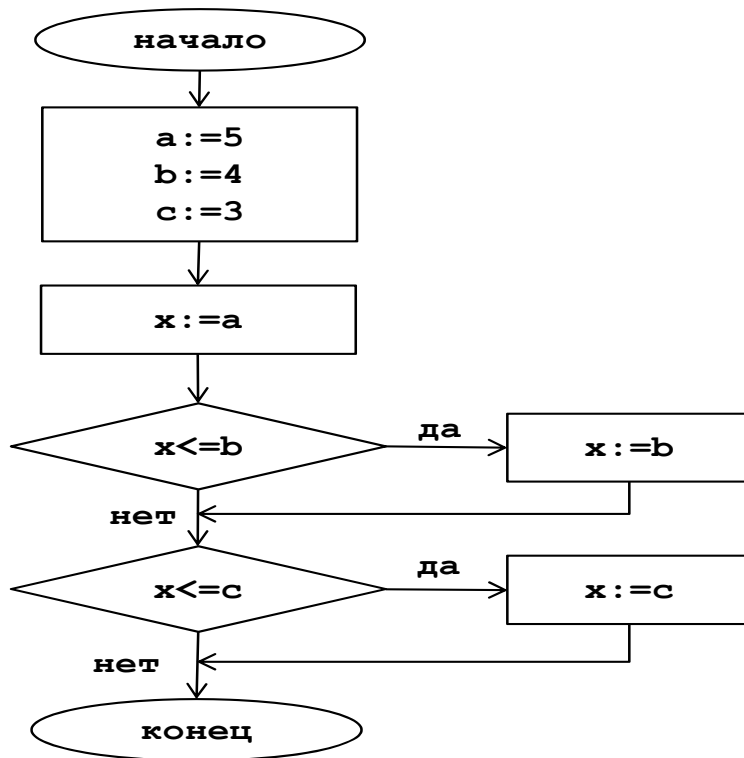 начало
a:=5
b:=4
c:=3
x:=a
x<=b
да
x:=b
нет
x<=c
да
x:=c
нет
конец